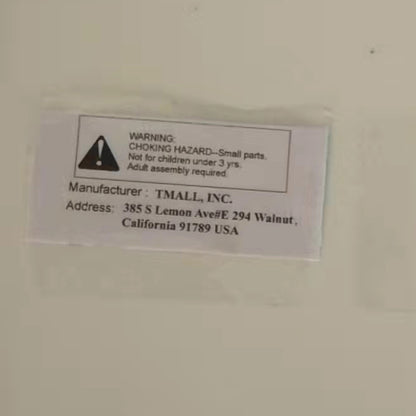 WARNING:
CHOKING HAZARD--Small parts.
Not for children under 3 yrs.
Adult assembly required
Manufacturer : TMALL, INC.
Address: 385 S Lemon Ave#E 294 Walnut,
California 91789 USA